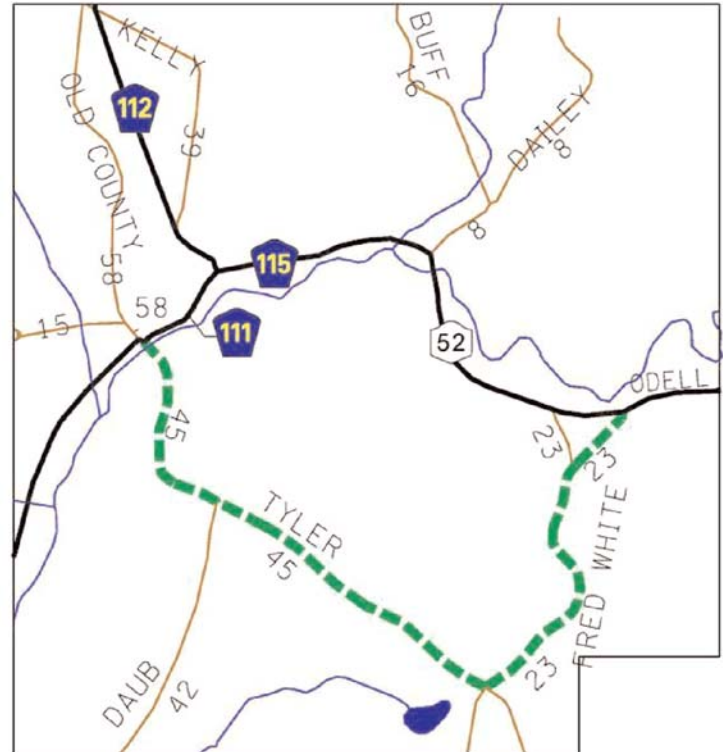 KELLY
BUFF
16
OLD COUNTY
112
39
DAILEY
8
8
58
115
58
15
111
52
ODELL
45
23
23
TYLER
45
FRED WHITE
23
DAUB
42